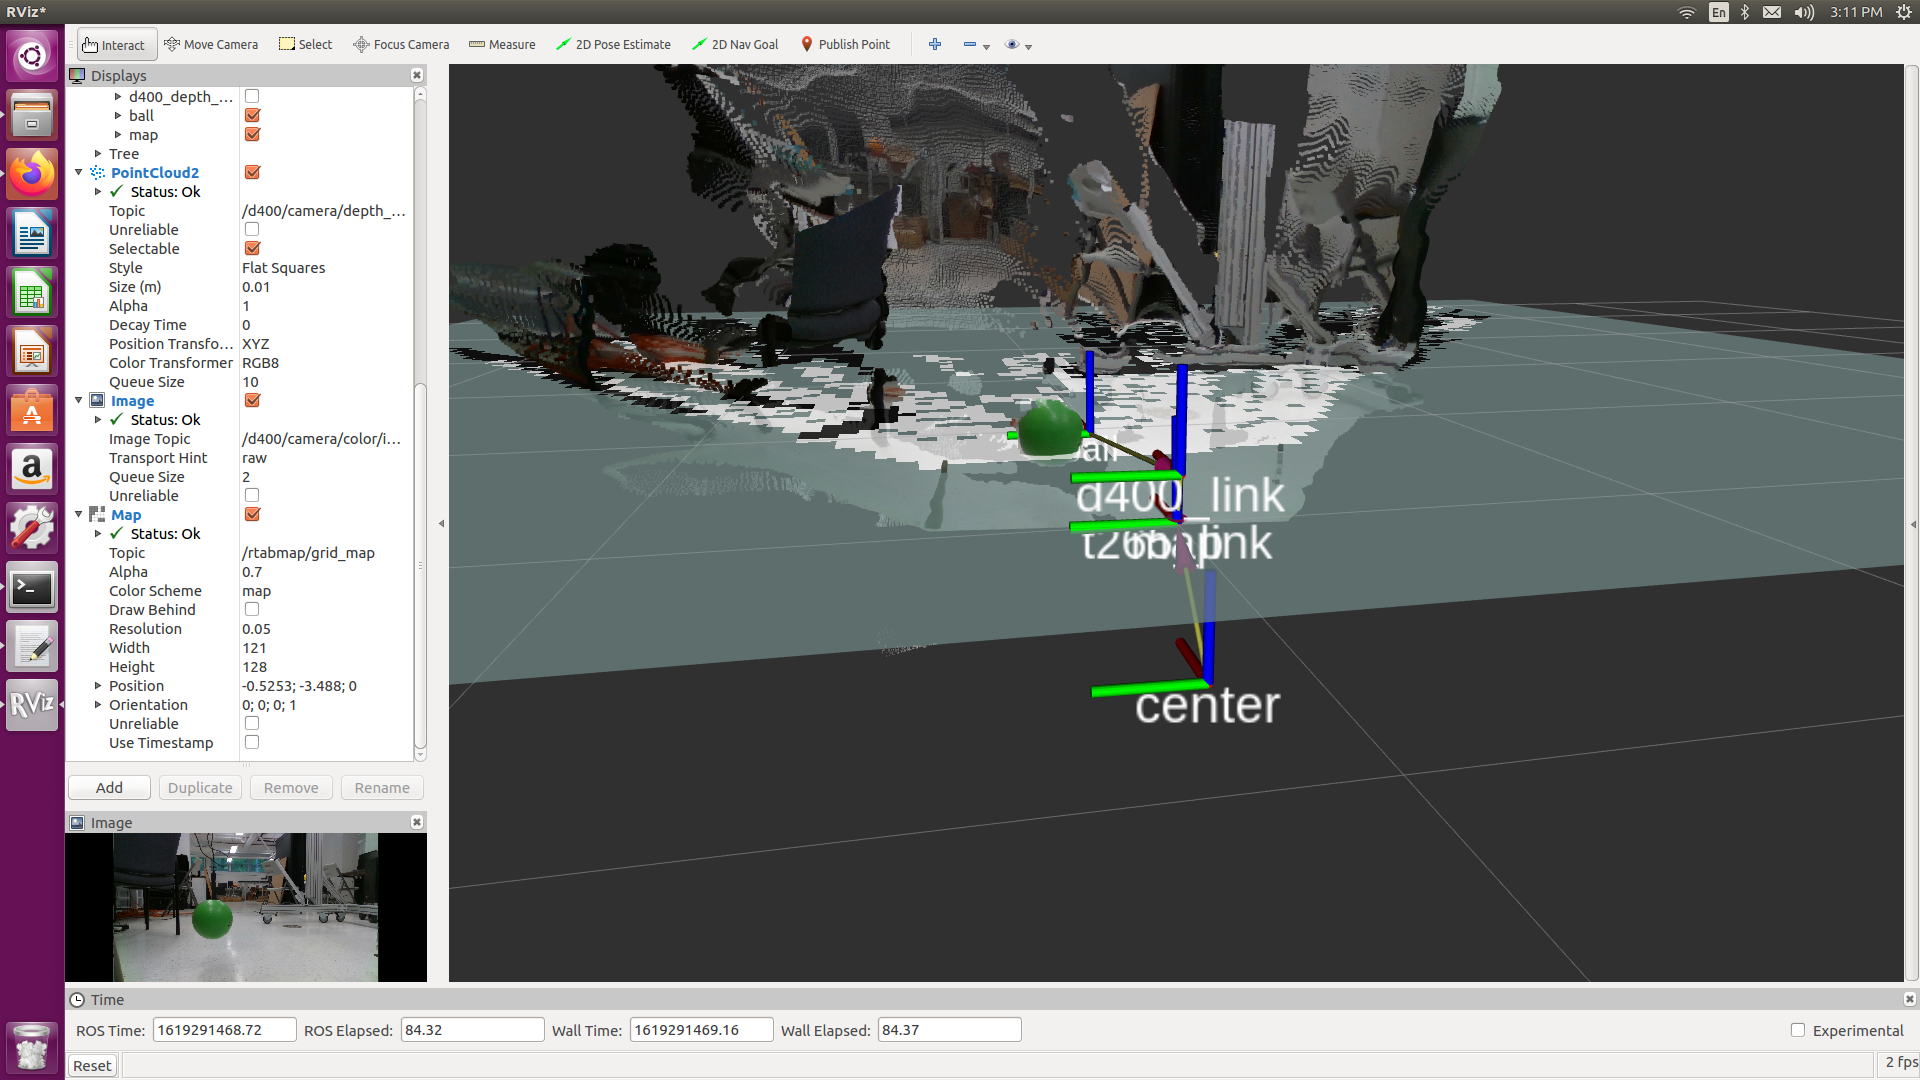 RViz*
En
3:11 PM
Interact
Move Camera
Select
Focus Camera
Measure
2D Pose Estimate
2D Nav Goal
Publish Point
Displays
d400_depth_...
ball
map
Tree
PointCloud2
Status: Ok
Topic /d400/camera/depth_...
Unreliable
Selectable
Style Flat Squares
Size (m) 0.01
Alpha 1
Decay Time 0
Position Transfo... XYZ
Color Transformer RGB8
Queue Size 10
Image
Status: Ok
Image Topic /d400/camera/color/i...
Transport Hint raw
Queue Size 2
Unreliable
Map
Status: Ok
Topic /rtabmap/grid_map
Alpha 0.7
Color Scheme map
Draw Behind
Resolution 0.05
Width 121
Height 128
Position -0.5253; -3.488; 0
Orientation 0; 0; 0; 1
Unreliable
Use Timestamp
Add
Duplicate
Remove
Rename
Image
d400_link
center
RViz
Time
ROS Time: 1619291468.72 ROS Elapsed: 84.32 Wall Time: 1619291469.16 Wall Elapsed: 84.37
Experimental
Reset
2 fps